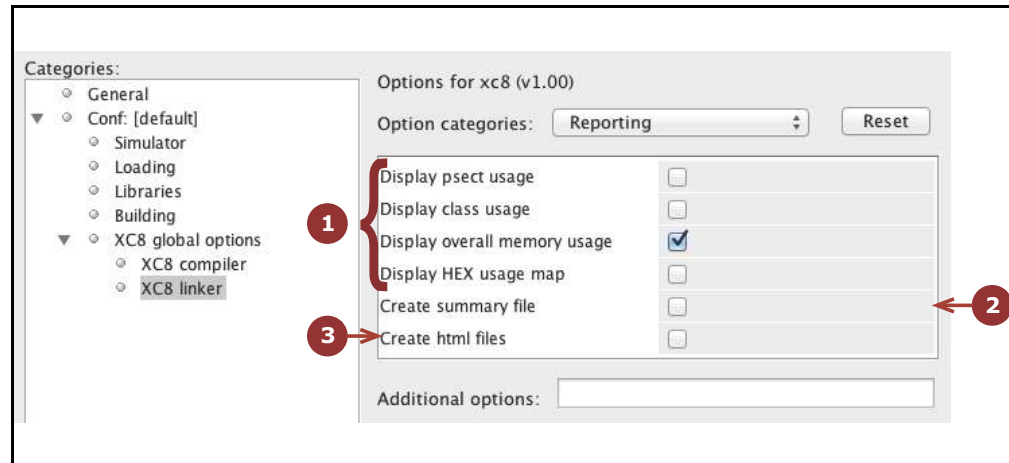 Categories:
General
Conf: [default]
Simulator
Loading
Libraries
Building
XC8 global options
XC8 compiler
XC8 linker
Options for xc8 (v1.00)
Option categories: Reporting Reset
1
Display psect usage
Display class usage
Display overall memory usage
Display HEX usage map
Create summary file
2
3
Create html files
Additional options: